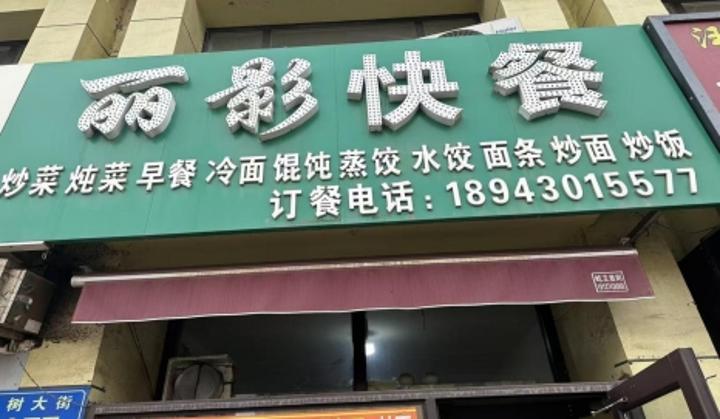 丽影快餐
炒菜 炖菜 早餐 冷面 馄饨 蒸饺 水饺 面条 炒面 炒饭
订餐电话：18943015577
树大街